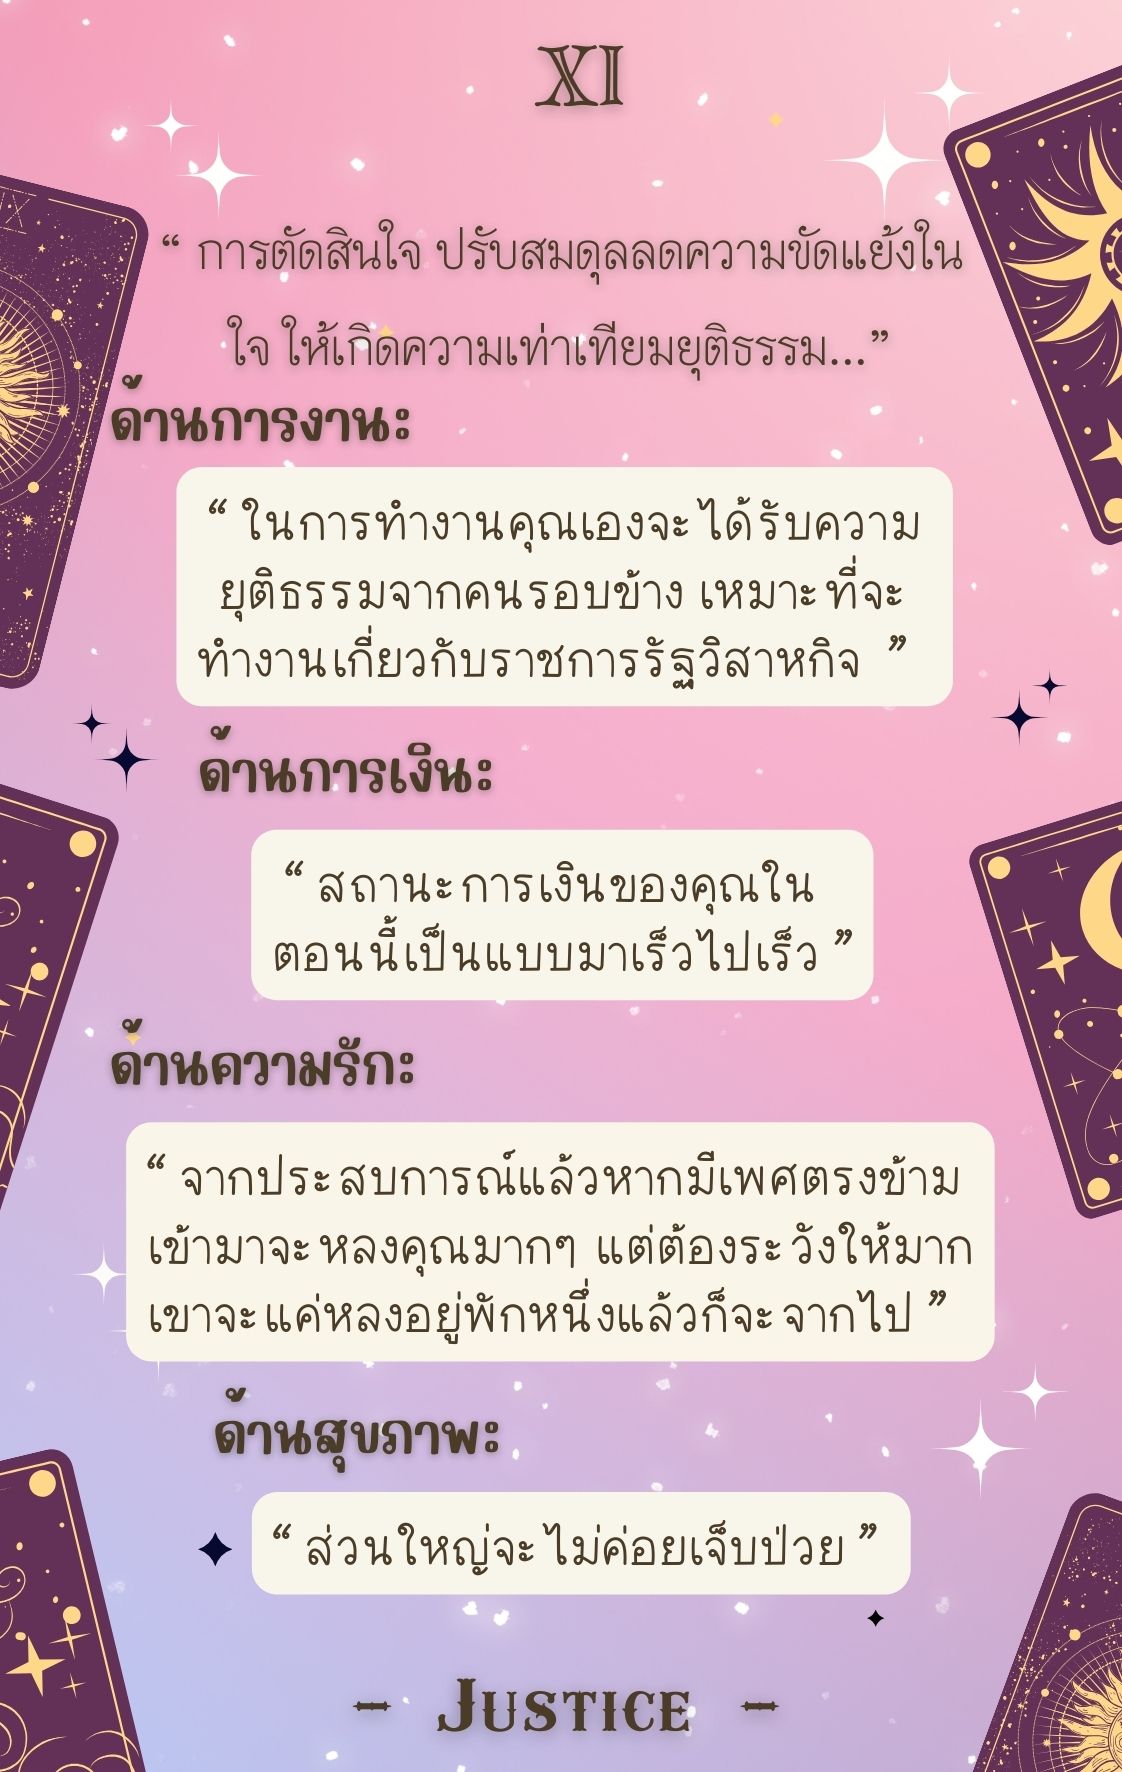 XI
“ การตัดสินใจ ปรับสมดุลลดความขัดแย้งใน
ใจ ให้เกิดความเท่าเทียมยุติธรรม...”
ด้านการงาน:
“ ในการทำงานคุณเองจะได้รับความ
ยุติธรรมจากคนรอบข้าง เหมาะที่จะ
ทำงานเกี่ยวกับราชการรัฐวิสาหกิจ ”
ด้านการเงิน:
“ สถานะการเงินของคุณใน
ตอนนี้เป็นแบบมาเร็วไปเร็ว ”
ด้านความรัก:
“ จากประสบการณ์แล้วหากมีเพศตรงข้าม
เข้ามาจะหลงคุณมากๆ แต่ต้องระวังให้มาก
เขาจะแค่หลงอยู่พักหนึ่งแล้วก็จะจากไป ”
ด้านสุขภาพ:
“ ส่วนใหญ่จะไม่ค่อยเจ็บป่วย ”
- Justice -